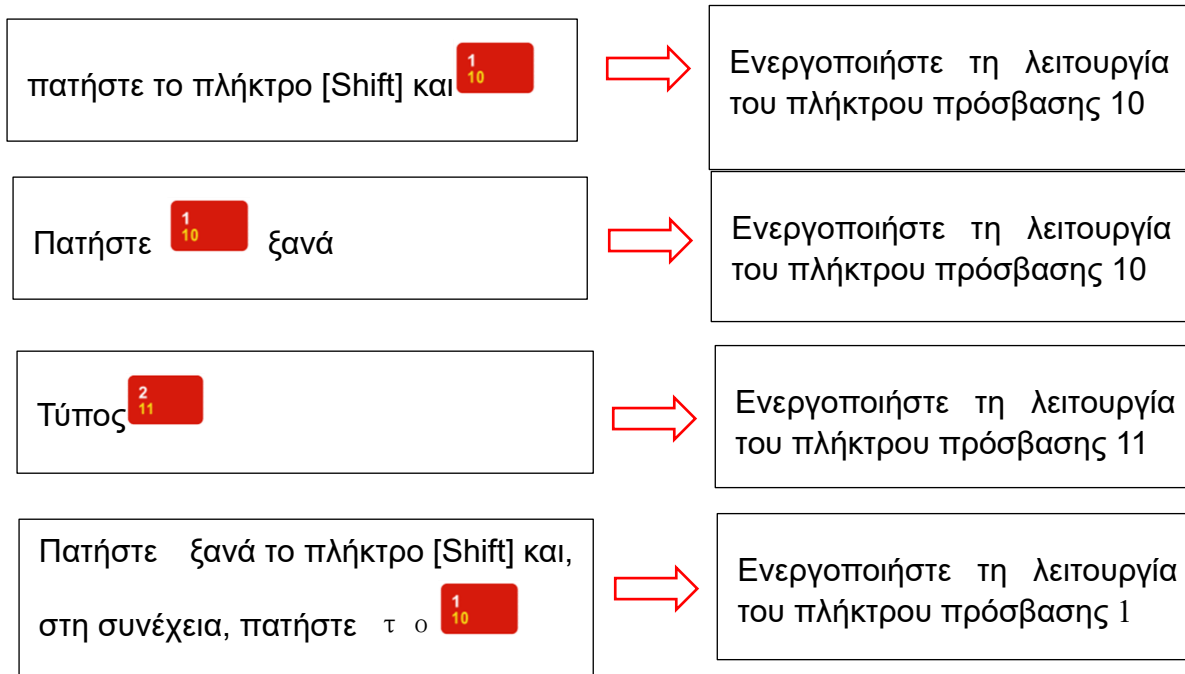 πατήστε το πλήκτρο [Shift] και 1
10
Ενεργοποιήστε τη λειτουργία
του πλήκτρου πρόσβασης 10
Πατήστε 1 ξανά
10
Ενεργοποιήστε τη λειτουργία
του πλήκτρου πρόσβασης 10
Τύπος 2
11
Ενεργοποιήστε τη λειτουργία
του πλήκτρου πρόσβασης 11
Πατήστε ξανά το πλήκτρο [Shift] και,
στη συνέχεια, πατήστε τ ο 1
10
Ενεργοποιήστε τη λειτουργία
του πλήκτρου πρόσβασης 1